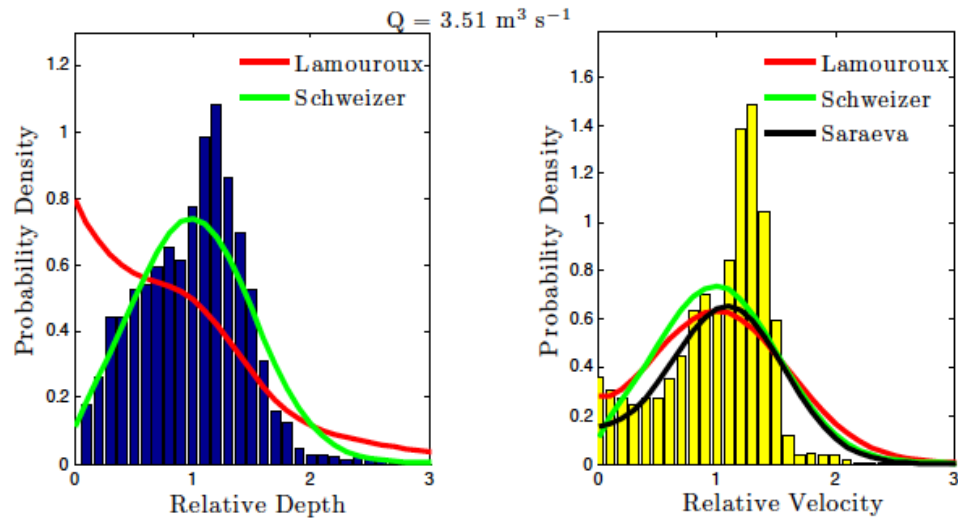 Q = 3.51 m³ s⁻¹
Probability Density
1.2
1
0.8
0.6
0.4
0.2
0
Lamouroux
Schweizer
0
1
2
3
Relative Depth
Probability Density
1.6
1.4
1.2
1
0.8
0.6
0.4
0.2
0
Lamouroux
Schweizer
Saraeva
0
1
2
3
Relative Velocity